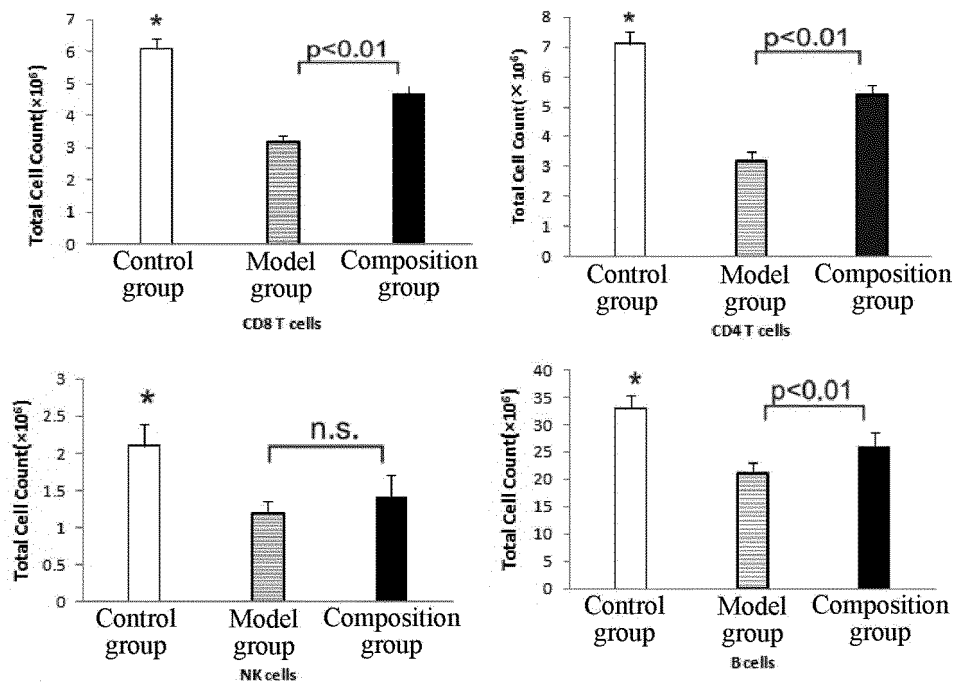 Total Cell Count(×10⁶)
7
6
5
4
3
2
1
0
*
p<0.01
Control group
Model group
Composition group
CD8 T cells
Total Cell Count(×10⁶)
8
7
6
5
4
3
2
1
0
*
p<0.01
Control group
Model group
Composition group
CD4 T cells
Total Cell Count(×10⁶)
3
2.5
2
1.5
1
0.5
0
*
n.s.
Control group
Model group
Composition group
NK cells
Total Cell Count(×10⁶)
40
35
30
25
20
15
10
5
0
*
p<0.01
Control group
Model group
Composition group
B cells